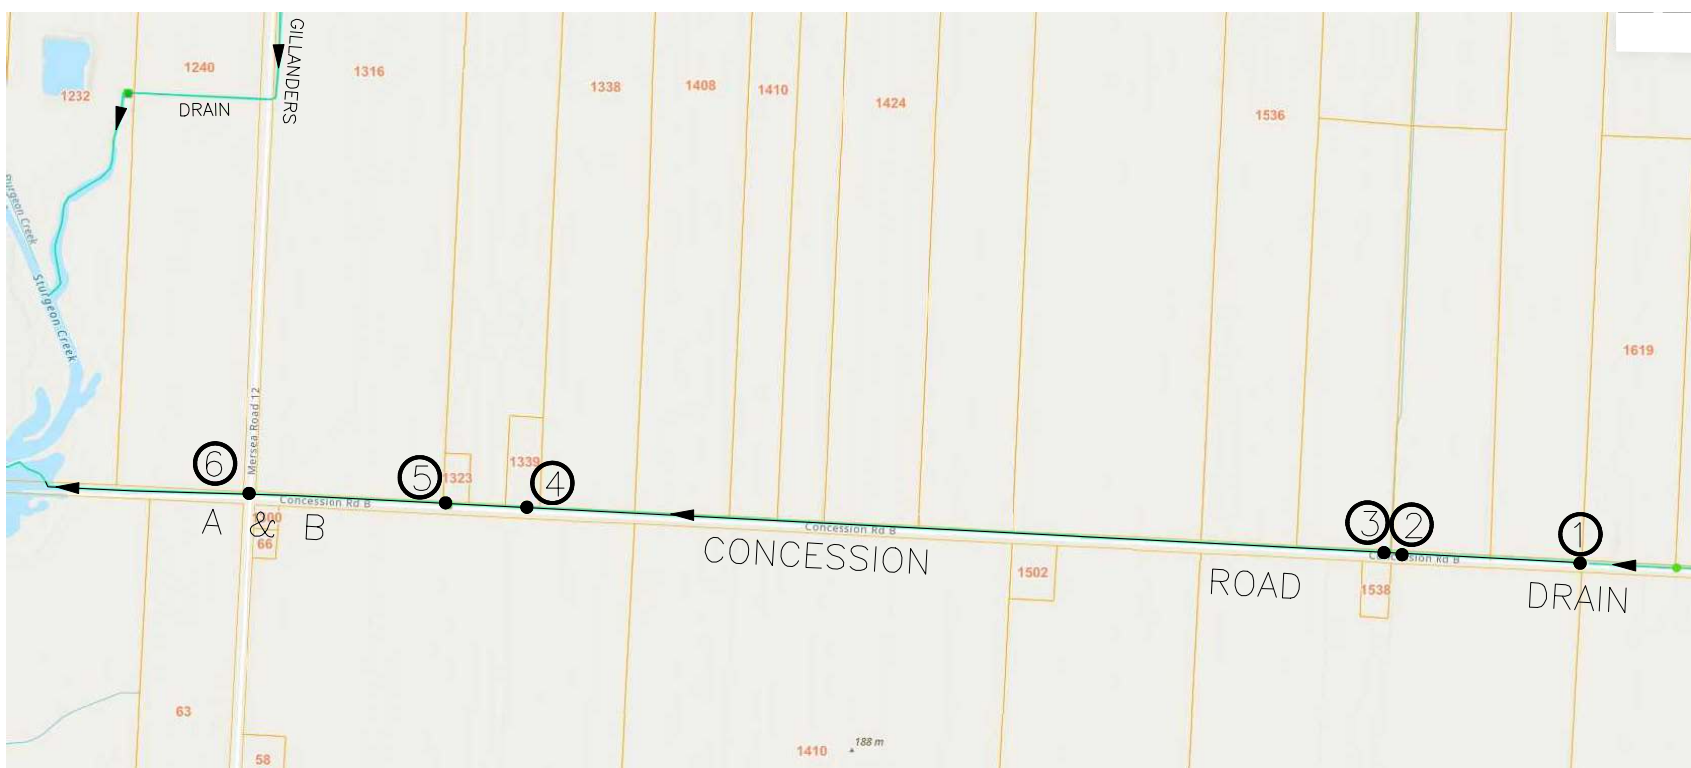 GILLANDERS
1240
1316
1338
1408
1410
1424
1536
1232
DRAIN
Sturgeon Creek
Sturgeon Creek
1619
Mersea Road 12
6
5
1323
1339
4
3
2
1
Concession Rd B
Concession Rd B
Concession Rd B
A & B
CONCESSION
ROAD
DRAIN
66
1502
1538
63
58
1410
188 m